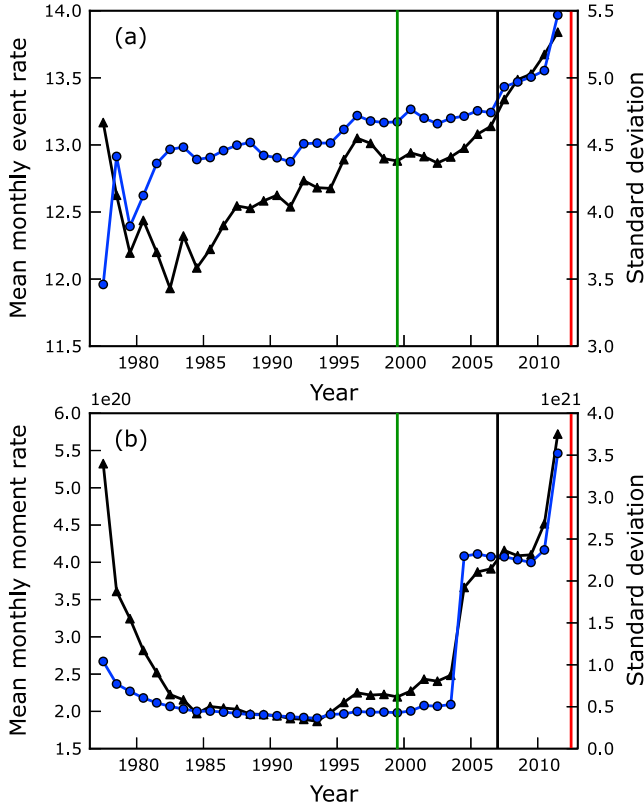 14.0
13.5
13.0
12.5
12.0
11.5
Mean monthly event rate
(a)
5.5
5.0
4.5
4.0
3.5
3.0
Standard deviation
1980 1985 1990 1995 2000 2005 2010
Year
1e20
1e21
6.0
5.5
5.0
4.5
4.0
3.5
3.0
2.5
2.0
1.5
Mean monthly moment rate
(b)
4.0
3.5
3.0
2.5
2.0
1.5
1.0
0.5
0.0
Standard deviation
1980 1985 1990 1995 2000 2005 2010
Year